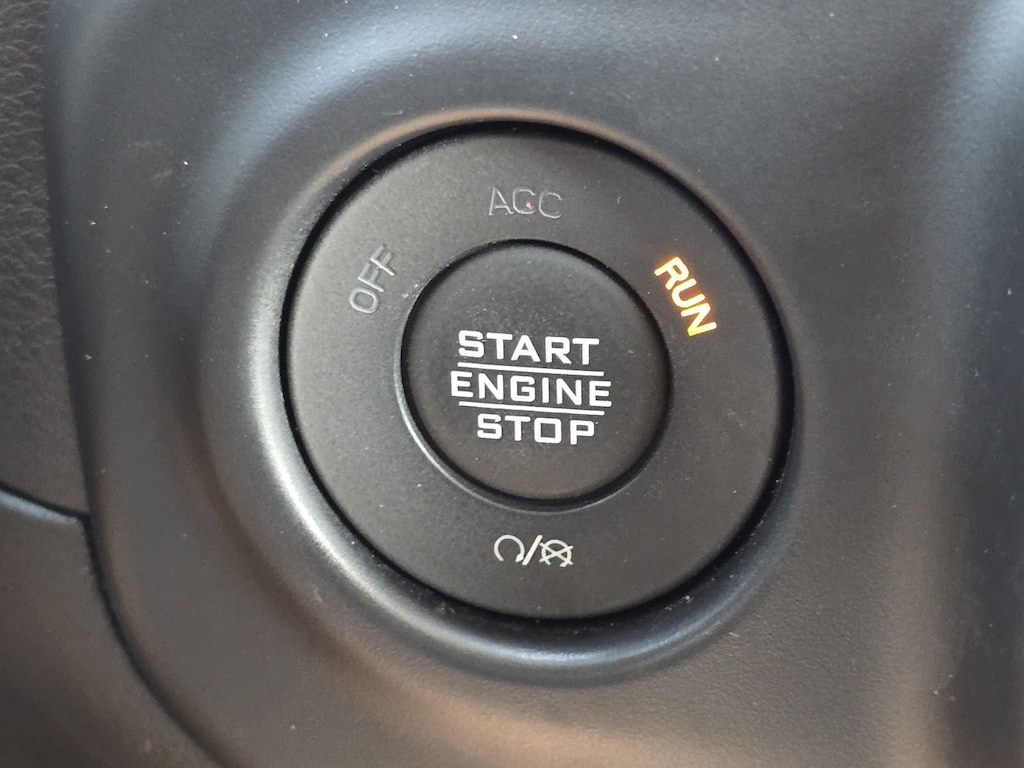 ACC
OFF
RUN
START
ENGINE
STOP